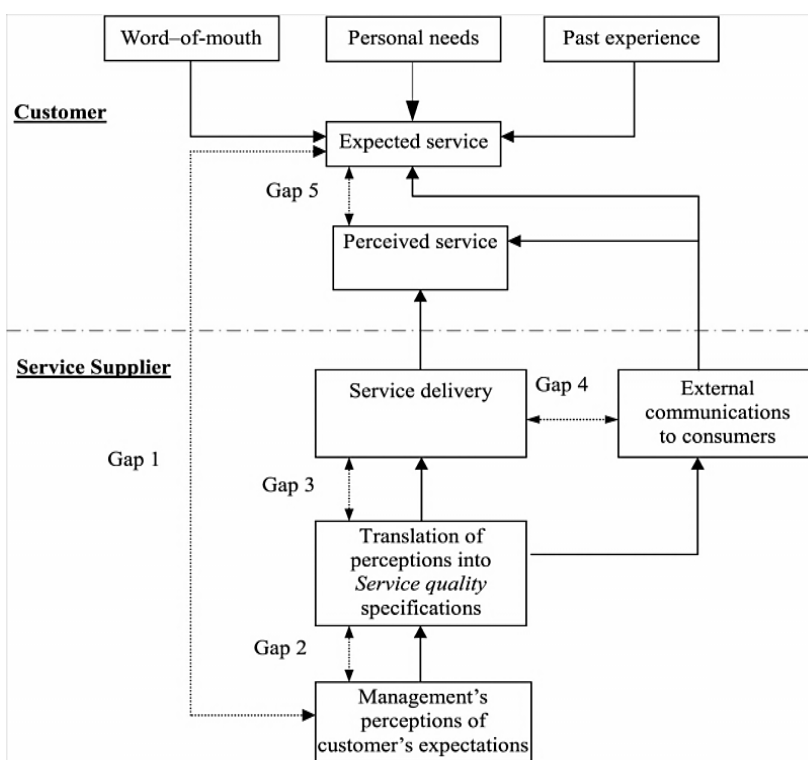 Word–of-mouth
Personal needs
Past experience
Customer
Expected service
Gap 5
Perceived service
Service Supplier
Service delivery
Gap 4
External
communications
to consumers
Gap 1
Gap 3
Translation of
perceptions into
Service quality
specifications
Gap 2
Management’s
perceptions of
customer’s expectations